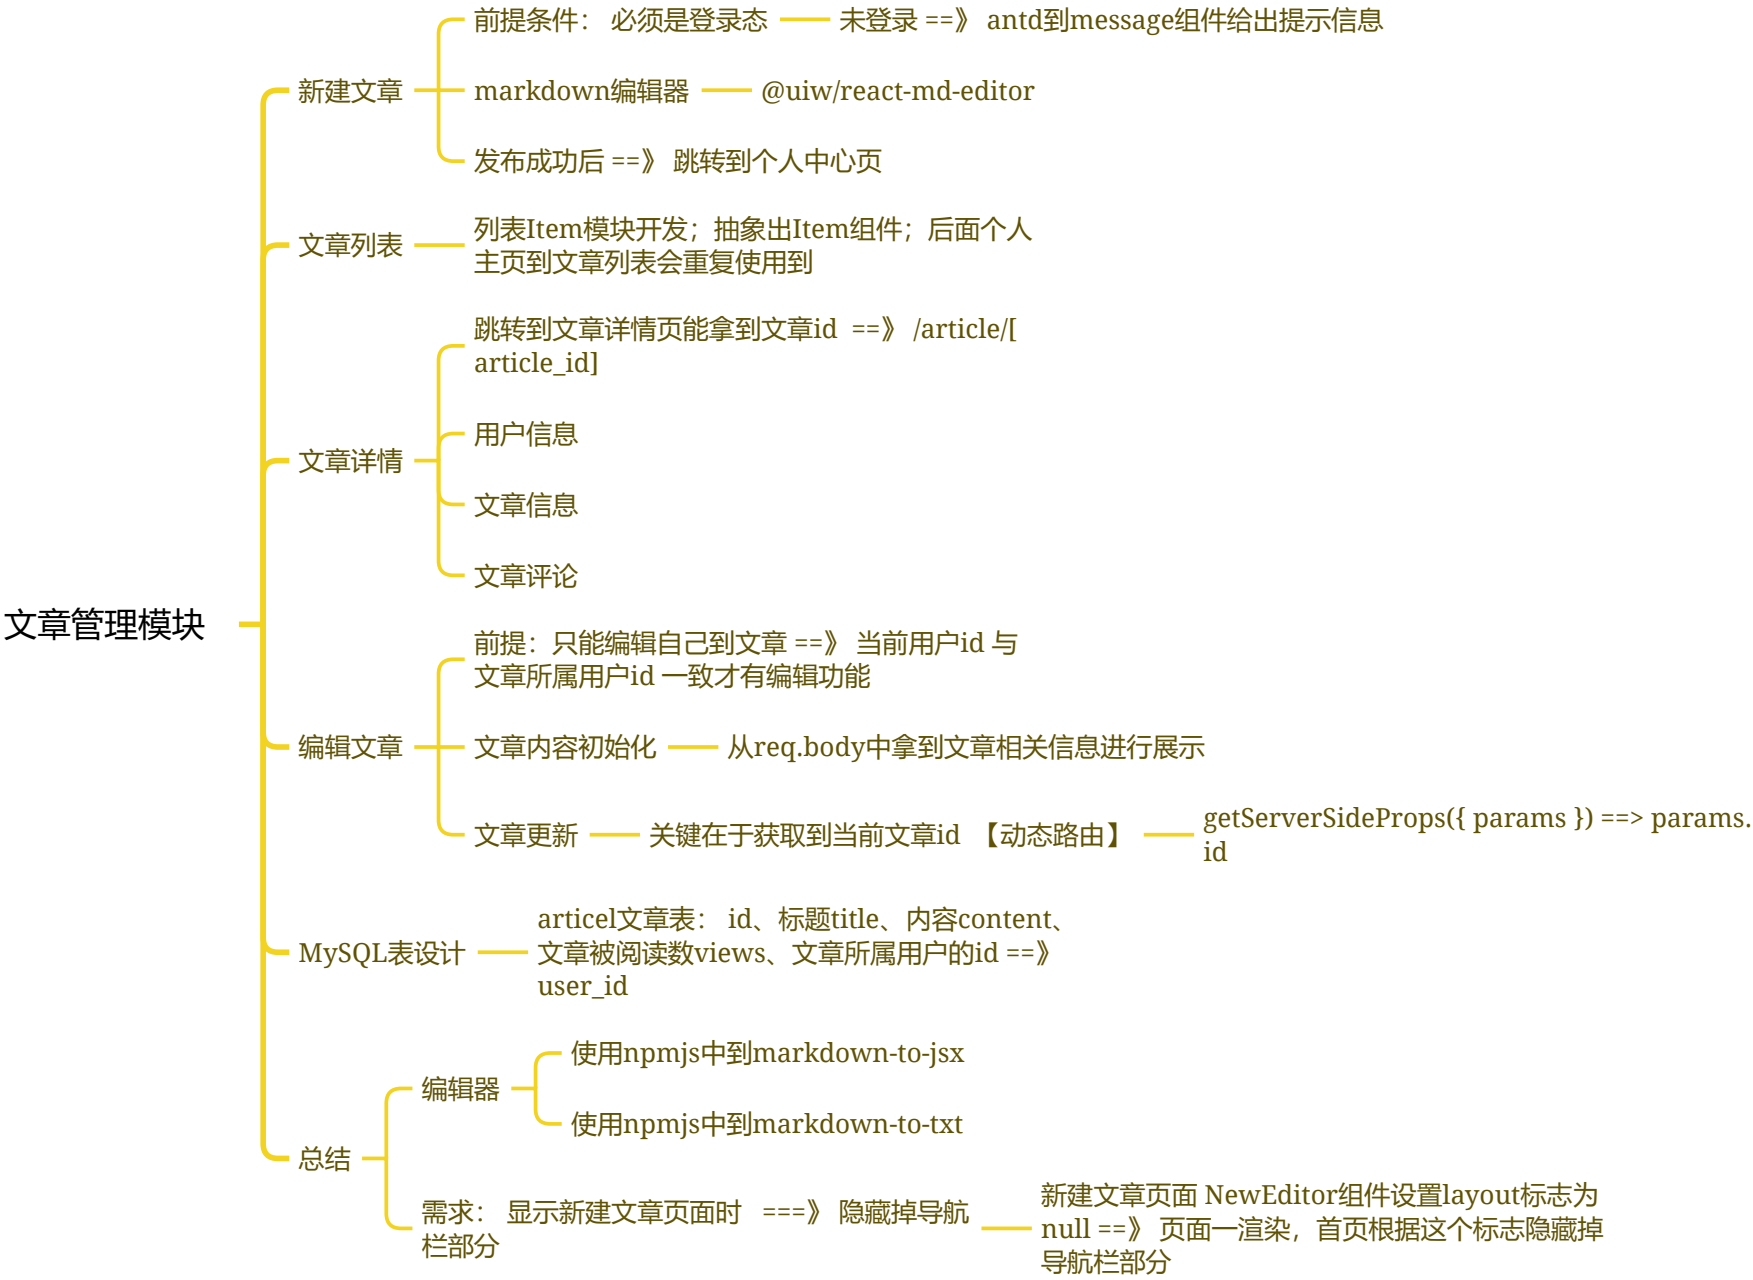 文章管理模块
新建文章
前提条件： 必须是登录态
未登录 ==》 antd到message组件给出提示信息
markdown编辑器
@uiw/react-md-editor
发布成功后 ==》 跳转到个人中心页
文章列表
列表Item模块开发；抽象出Item组件；后面个人
主页到文章列表会重复使用到
文章详情
跳转到文章详情页能拿到文章id ==》 /article/[
article_id]
用户信息
文章信息
文章评论
编辑文章
前提：只能编辑自己到文章 ==》 当前用户id 与
文章所属用户id 一致才有编辑功能
文章内容初始化
从req.body中拿到文章相关信息进行展示
文章更新
关键在于获取到当前文章id 【动态路由】
getServerSideProps({ params }) ==> params.
id
MySQL表设计
articel文章表： id、标题title、内容content、
文章被阅读数views、文章所属用户的id ==》
user_id
总结
编辑器
使用npmjs中到markdown-to-jsx
使用npmjs中到markdown-to-txt
需求： 显示新建文章页面时 ===》 隐藏掉导航
栏部分
新建文章页面 NewEditor组件设置layout标志为
null ==》 页面一渲染，首页根据这个标志隐藏掉
导航栏部分